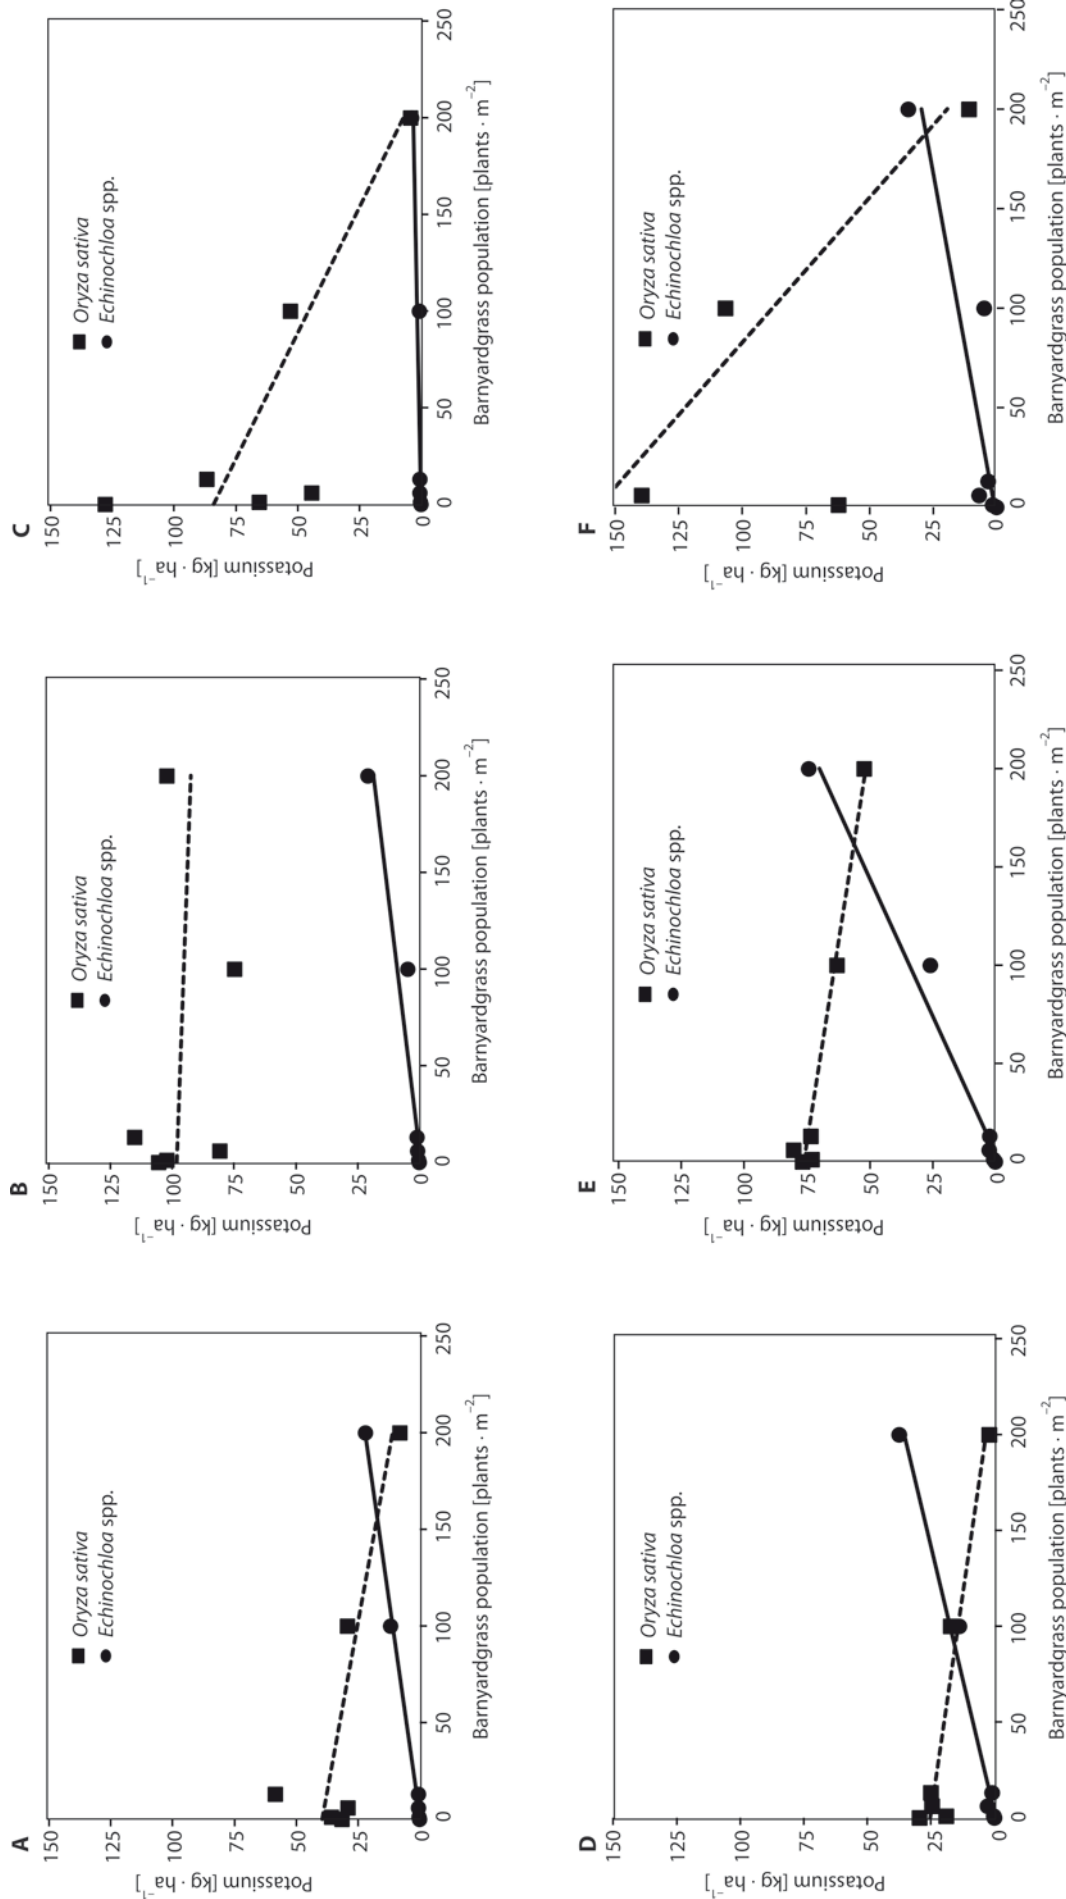 A
Potassium [kg · ha⁻¹]
150
125
100
75
50
25
0
Oryza sativa
Echinochloa spp.
0 50 100 150 200 250
Barnyardgrass population [plants · m⁻²]
B
Potassium [kg · ha⁻¹]
150
125
100
75
50
25
0
Oryza sativa
Echinochloa spp.
0 50 100 150 200 250
Barnyardgrass population [plants · m⁻²]
C
Potassium [kg · ha⁻¹]
150
125
100
75
50
25
0
Oryza sativa
Echinochloa spp.
0 50 100 150 200 250
Barnyardgrass population [plants · m⁻²]
D
Potassium [kg · ha⁻¹]
150
125
100
75
50
25
0
Oryza sativa
Echinochloa spp.
0 50 100 150 200 250
Barnyardgrass population [plants · m⁻²]
E
Potassium [kg · ha⁻¹]
150
125
100
75
50
25
0
Oryza sativa
Echinochloa spp.
0 50 100 150 200 250
Barnyardgrass population [plants · m⁻²]
F
Potassium [kg · ha⁻¹]
150
125
100
75
50
25
0
Oryza sativa
Echinochloa spp.
0 50 100 150 200 250
Barnyardgrass population [plants · m⁻²]